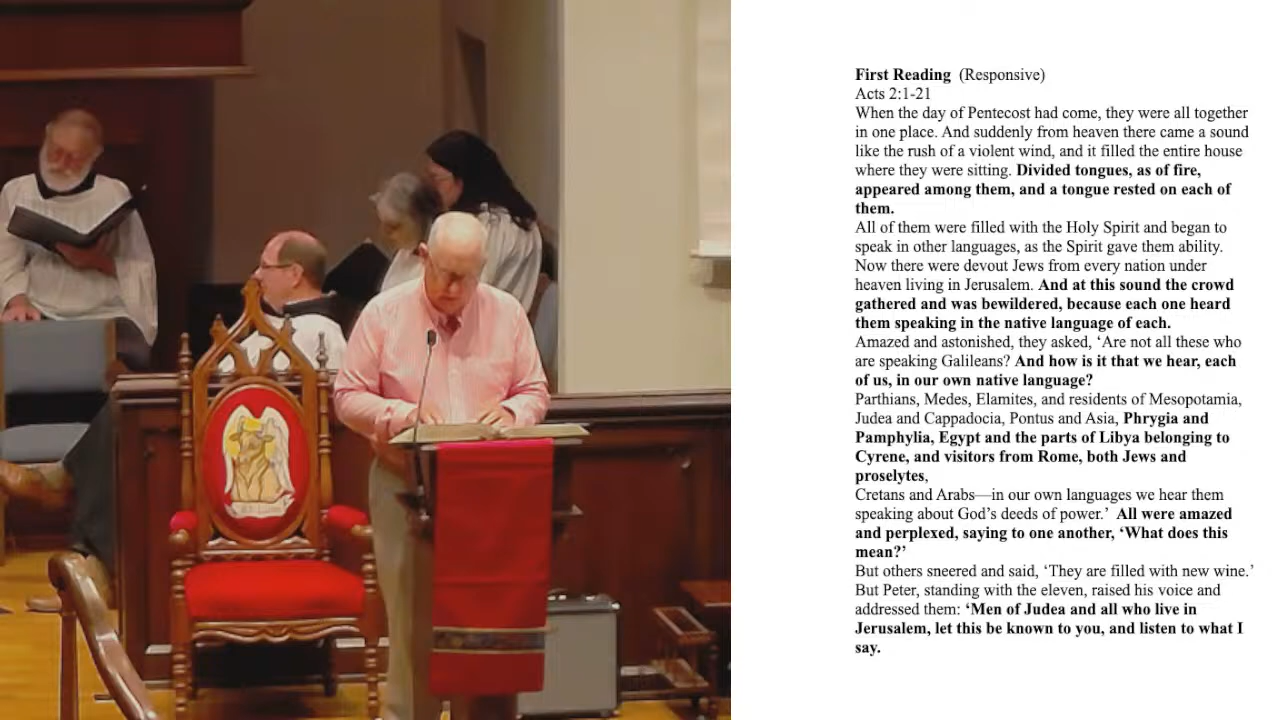 First Reading (Responsive)
Acts 2:1-21
When the day of Pentecost had come, they were all together
in one place. And suddenly from heaven there came a sound
like the rush of a violent wind, and it filled the entire house
where they were sitting. Divided tongues, as of fire,
appeared among them, and a tongue rested on each of
them.
All of them were filled with the Holy Spirit and began to
speak in other languages, as the Spirit gave them ability.
Now there were devout Jews from every nation under
heaven living in Jerusalem. And at this sound the crowd
gathered and was bewildered, because each one heard
them speaking in the native language of each.
Amazed and astonished, they asked, ‘Are not all these who
are speaking Galileans? And how is it that we hear, each
of us, in our own native language?
Parthians, Medes, Elamites, and residents of Mesopotamia,
Judea and Cappadocia, Pontus and Asia, Phrygia and
Pamphylia, Egypt and the parts of Libya belonging to
Cyrene, and visitors from Rome, both Jews and
proselytes,
Cretans and Arabs—in our own languages we hear them
speaking about God’s deeds of power.’ All were amazed
and perplexed, saying to one another, ‘What does this
mean?’
But others sneered and said, ‘They are filled with new wine.’
But Peter, standing with the eleven, raised his voice and
addressed them: ‘Men of Judea and all who live in
Jerusalem, let this be known to you, and listen to what I
say.